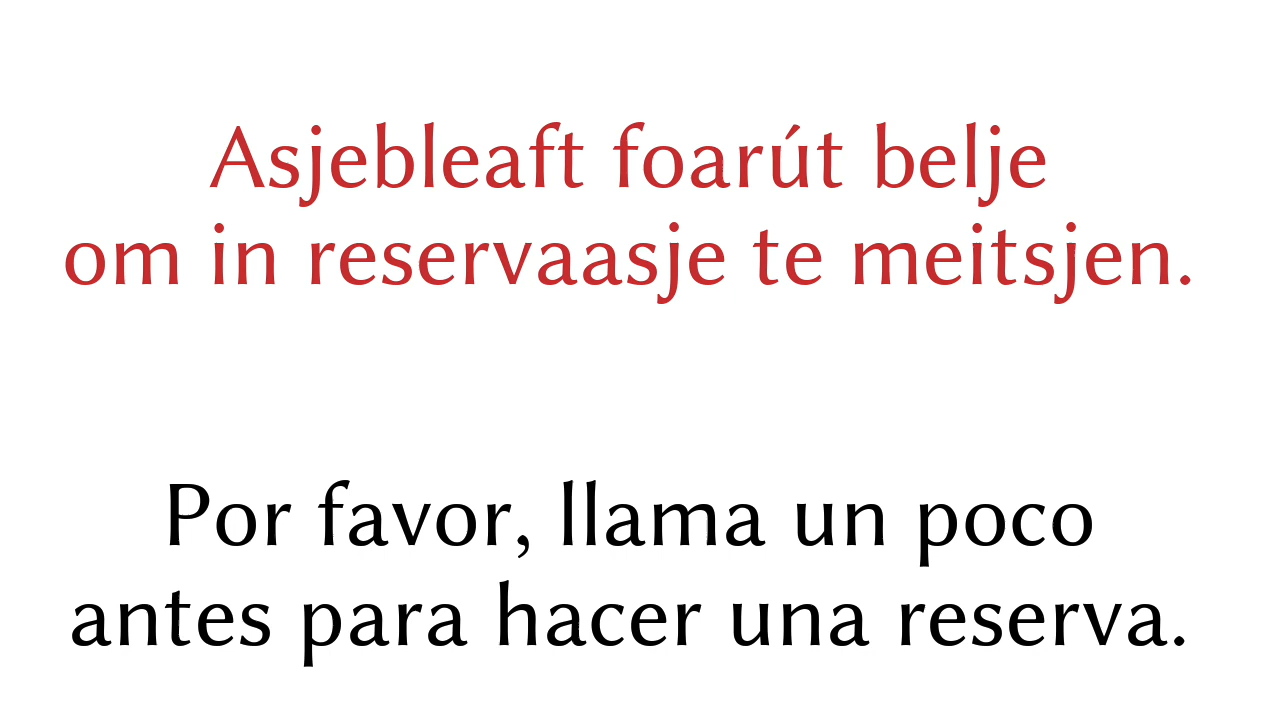 Asjebleaft foarút belje
om in reservaasje te meitsjen.
Por favor, llama un poco
antes para hacer una reserva.